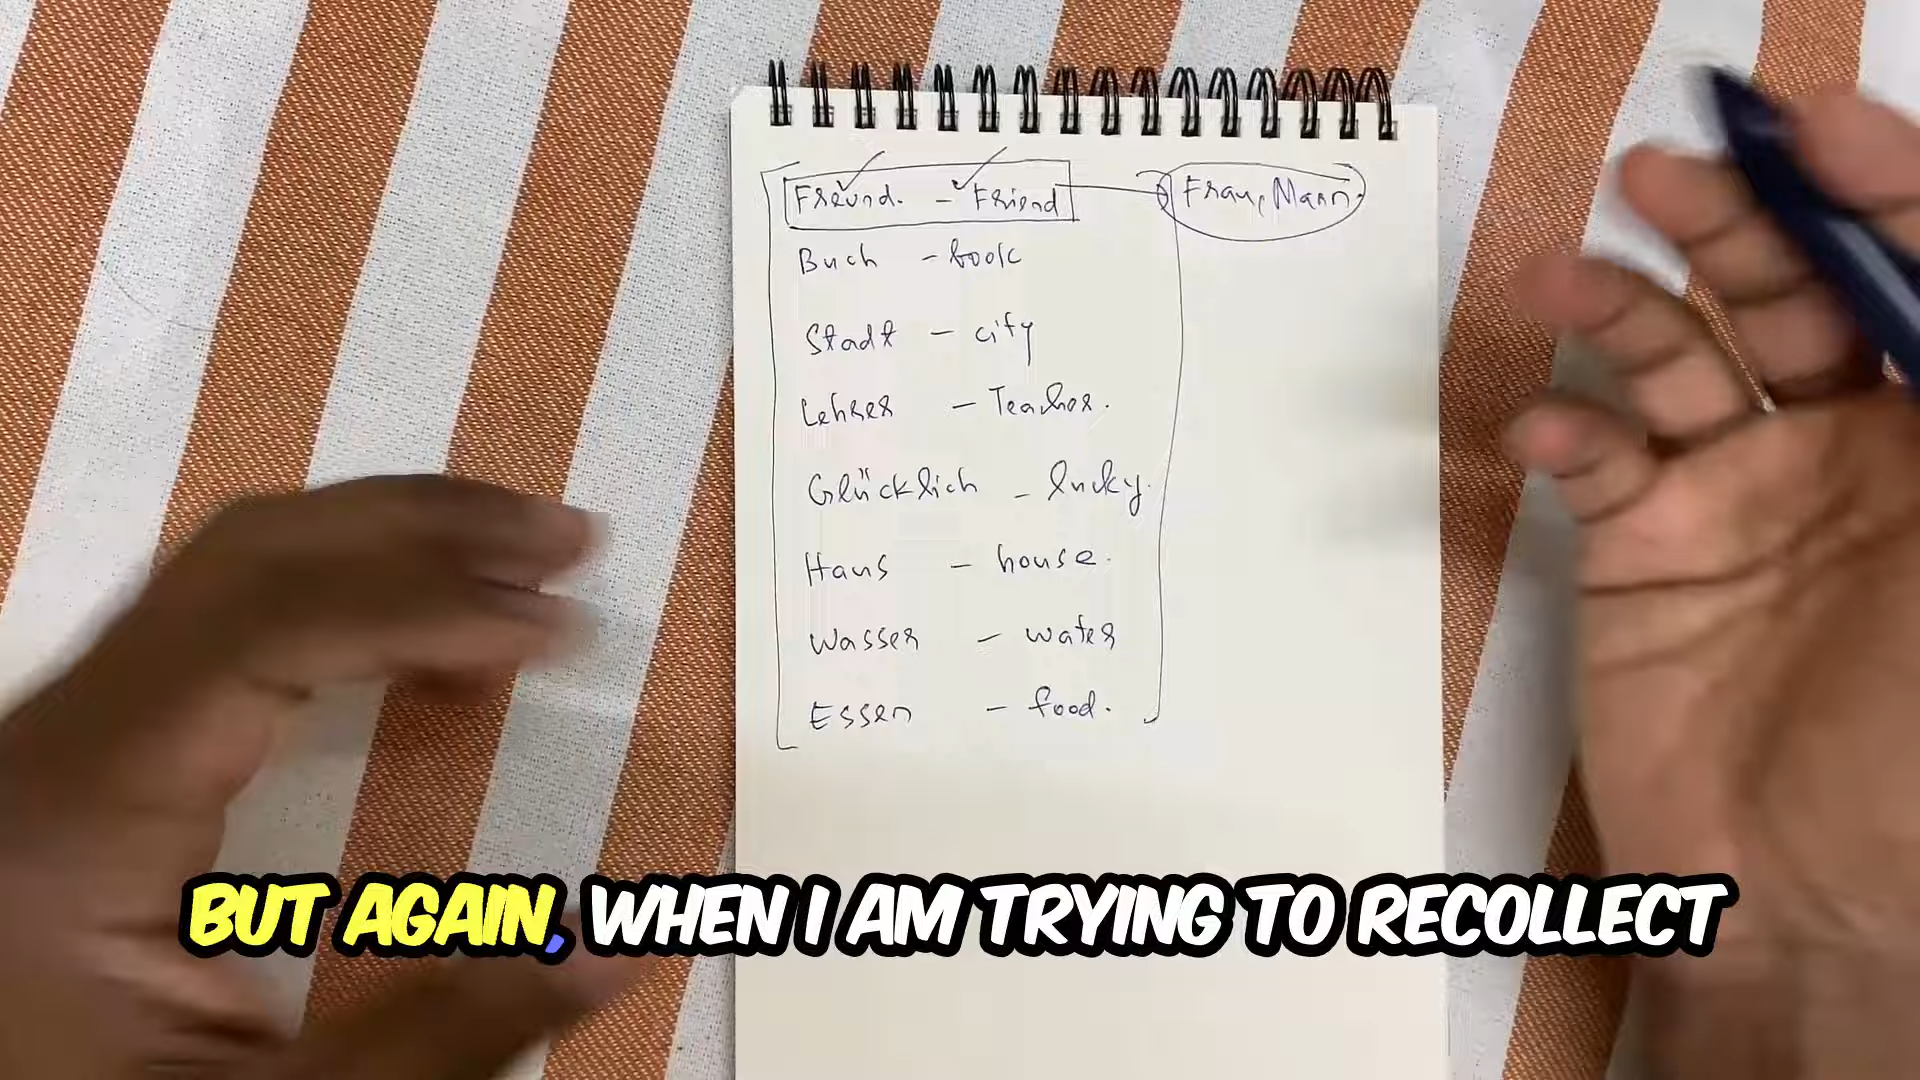 Freund. - Friend Frau, Mann.
Buch - book
Stadt - city
Lehrer - Teacher.
Glücklich - lucky.
Haus - house.
Wasser - water
Essen - food.
BUT AGAIN, WHEN I AM TRYING TO RECOLLECT